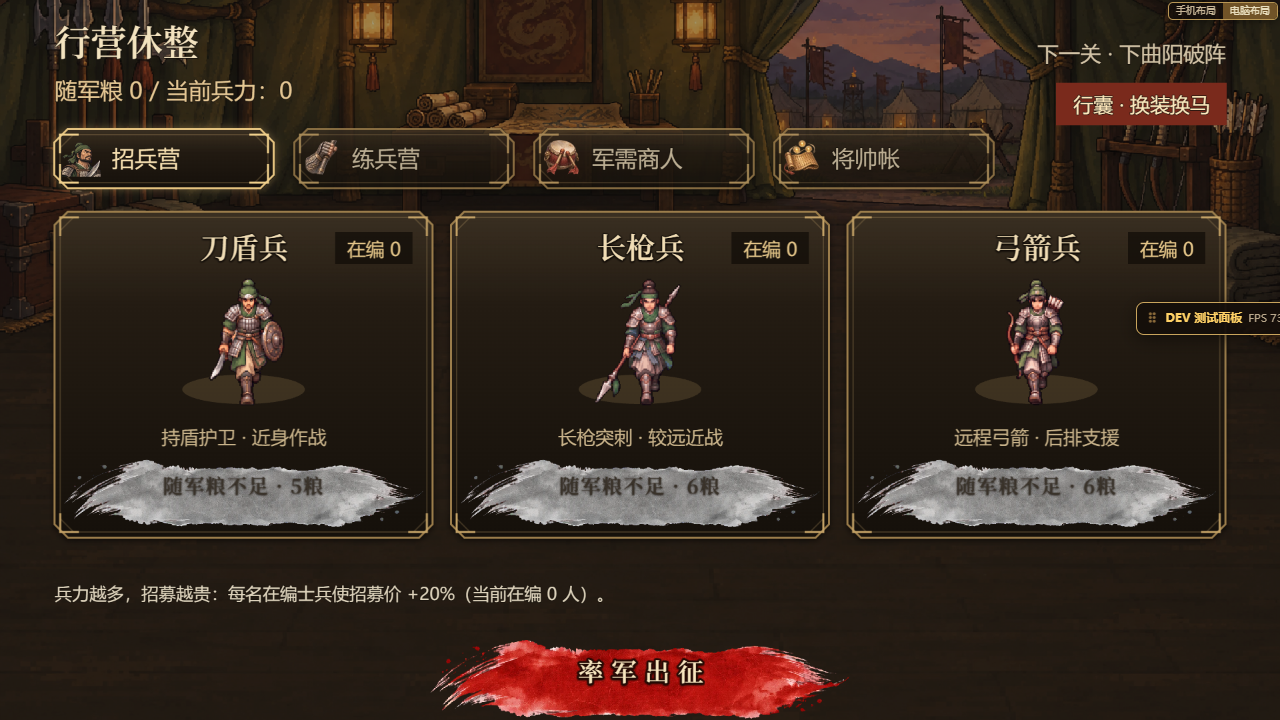 手机布局 电脑布局
行营休整
下一关 · 下曲阳破阵
随军粮 0 / 当前兵力：0
行囊 · 换装换马
招兵营 练兵营 军需商人 将帅帐
刀盾兵 在编 0 长枪兵 在编 0 弓箭兵 在编 0
DEV 测试面板 FPS 73
持盾护卫 · 近身作战 长枪突刺 · 较远近战 远程弓箭 · 后排支援
随军粮不足 · 5粮 随军粮不足 · 6粮 随军粮不足 · 6粮
兵力越多，招募越贵：每名在编士兵使招募价 +20%（当前在编 0 人）。
率军出征